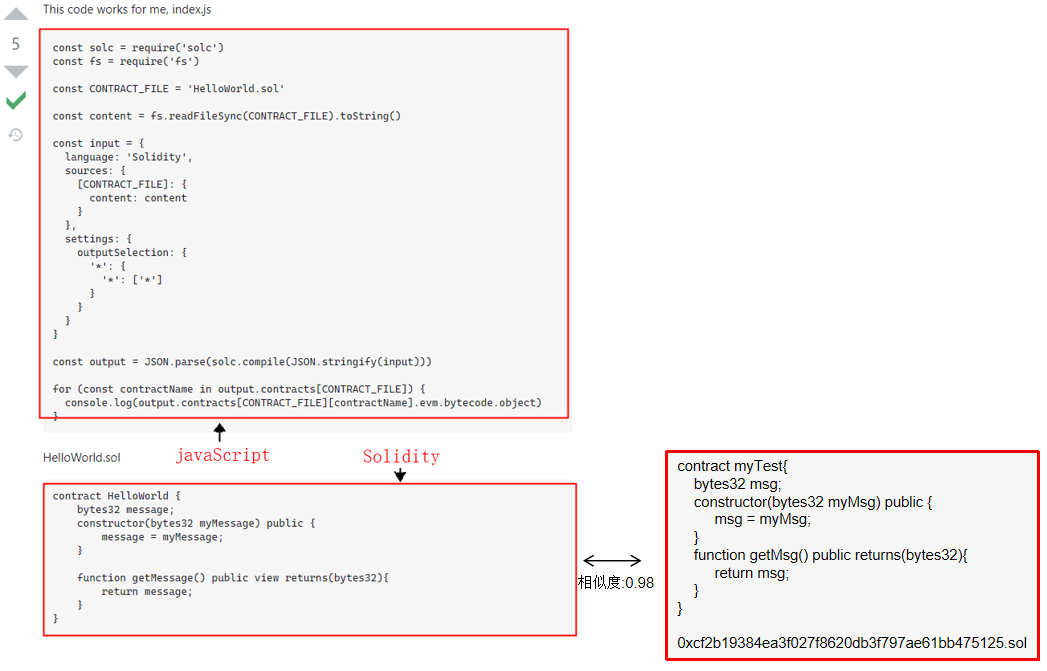 This code works for me, index.js
5
const solc = require('solc')
const fs = require('fs')
const CONTRACT_FILE = 'HelloWorld.sol'
const content = fs.readFileSync(CONTRACT_FILE).toString()
const input = {
  language: 'Solidity',
  sources: {
    [CONTRACT_FILE]: {
      content: content
    }
  },
  settings: {
    outputSelection: {
      '*': {
        '*': ['*']
      }
    }
  }
}
const output = JSON.parse(solc.compile(JSON.stringify(input)))
for (const contractName in output.contracts[CONTRACT_FILE]) {
  console.log(output.contracts[CONTRACT_FILE][contractName].evm.bytecode.object)
}
javaScript
Solidity
HelloWorld.sol
contract HelloWorld {
    bytes32 message;
    constructor(bytes32 myMessage) public {
        message = myMessage;
    }
    function getMessage() public view returns(bytes32){
        return message;
    }
}
相似度:0.98
contract myTest{
    bytes32 msg;
    constructor(bytes32 myMsg) public {
        msg = myMsg;
    }
    function getMsg() public returns(bytes32){
        return msg;
    }
}
0xcf2b19384ea3f027f8620db3f797ae61bb475125.sol